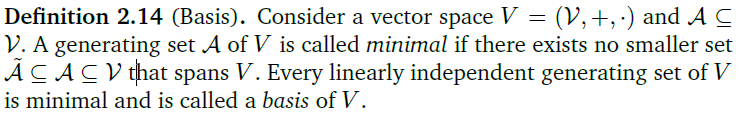 Definition 2.14 (Basis). Consider a vector space V = (𝒱, +, ·) and 𝒜 ⊆
𝒱. A generating set 𝒜 of V is called minimal if there exists no smaller set
𝒜̃ ⊊ 𝒜 ⊆ 𝒱 that spans V. Every linearly independent generating set of V
is minimal and is called a basis of V.